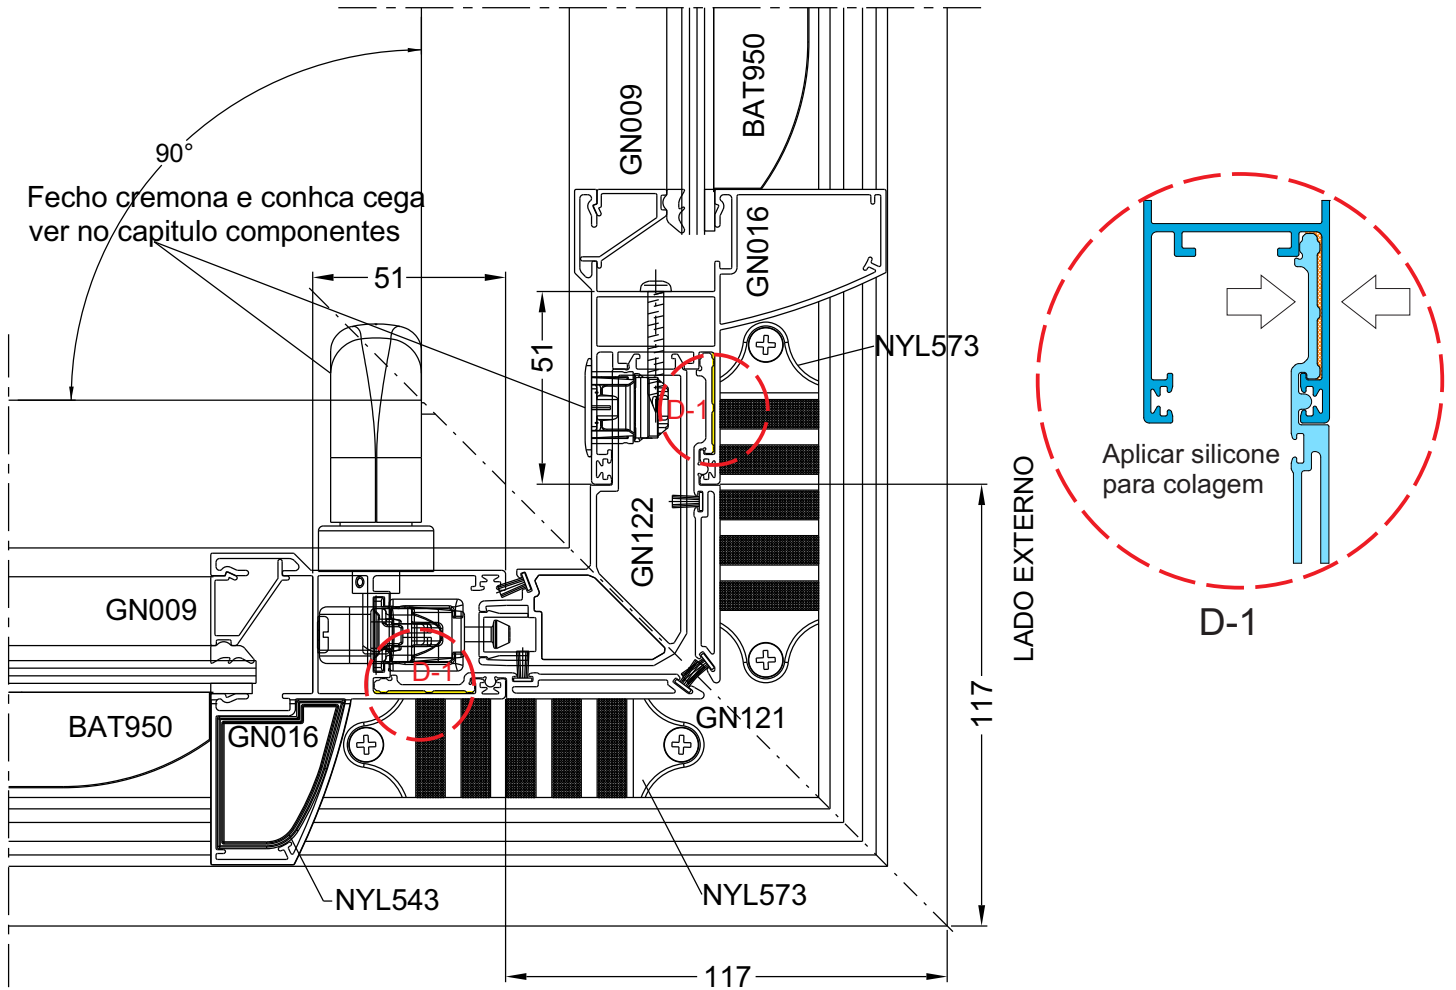 BAT950
GN009
90°
Fecho cremona e conhca cega
ver no capitulo componentes
GN016
51
51
NYL573
D-1
Aplicar silicone
para colagem
D-1
LADO EXTERNO
GN122
GN009
D-1
117
BAT950
GN016
GN121
NYL543
NYL573
117